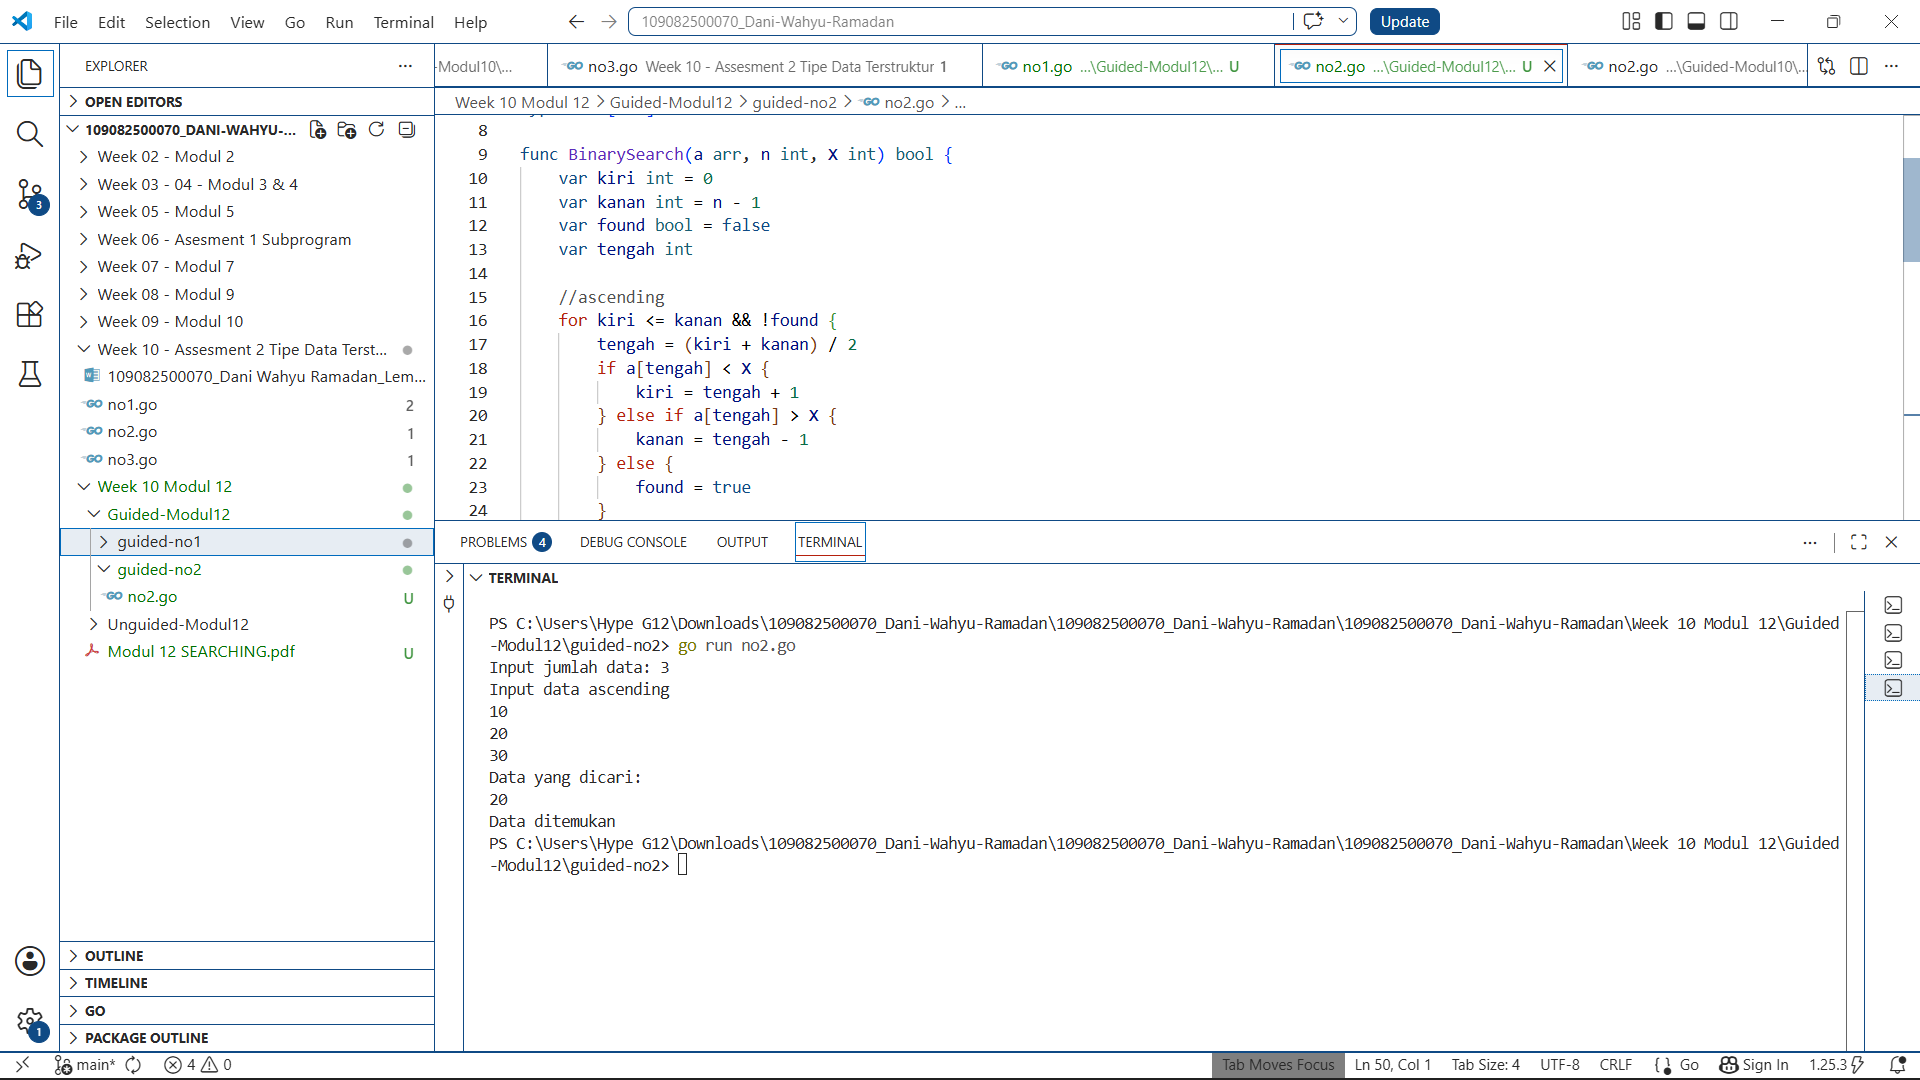 File Edit Selection View Go Run Terminal Help
109082500070_Dani-Wahyu-Ramadan
Update
EXPLORER
OPEN EDITORS
109082500070_DANI-WAHYU-...
Week 02 - Modul 2
Week 03 - 04 - Modul 3 & 4
Week 05 - Modul 5
Week 06 - Asesment 1 Subprogram
Week 07 - Modul 7
Week 08 - Modul 9
Week 09 - Modul 10
Week 10 - Assesment 2 Tipe Data Terst...
109082500070_Dani Wahyu Ramadan_Lem...
GO no1.go 2
GO no2.go 1
GO no3.go 1
Week 10 Modul 12
Guided-Modul12
guided-no1
guided-no2
GO no2.go U
Unguided-Modul12
Modul 12 SEARCHING.pdf U
OUTLINE
TIMELINE
GO
PACKAGE OUTLINE
3
1
-Modul10\...
GO no3.go Week 10 - Assesment 2 Tipe Data Terstruktur 1
GO no1.go ...\Guided-Modul12\... U
GO no2.go ...\Guided-Modul12\... U
GO no2.go ...\Guided-Modul10\...
Week 10 Modul 12 > Guided-Modul12 > guided-no2 > GO no2.go > ...
8
9 func BinarySearch(a arr, n int, X int) bool {
10 var kiri int = 0
11 var kanan int = n - 1
12 var found bool = false
13 var tengah int
14
15 //ascending
16 for kiri <= kanan && !found {
17 tengah = (kiri + kanan) / 2
18 if a[tengah] < X {
19 kiri = tengah + 1
20 } else if a[tengah] > X {
21 kanan = tengah - 1
22 } else {
23 found = true
24 }
PROBLEMS 4 DEBUG CONSOLE OUTPUT TERMINAL
TERMINAL
PS C:\Users\Hype G12\Downloads\109082500070_Dani-Wahyu-Ramadan\109082500070_Dani-Wahyu-Ramadan\109082500070_Dani-Wahyu-Ramadan\Week 10 Modul 12\Guided
-Modul12\guided-no2> go run no2.go
Input jumlah data: 3
Input data ascending
10
20
30
Data yang dicari:
20
Data ditemukan
PS C:\Users\Hype G12\Downloads\109082500070_Dani-Wahyu-Ramadan\109082500070_Dani-Wahyu-Ramadan\109082500070_Dani-Wahyu-Ramadan\Week 10 Modul 12\Guided
-Modul12\guided-no2>
main* 4 0 Tab Moves Focus Ln 50, Col 1 Tab Size: 4 UTF-8 CRLF { } Go Sign In 1.25.3